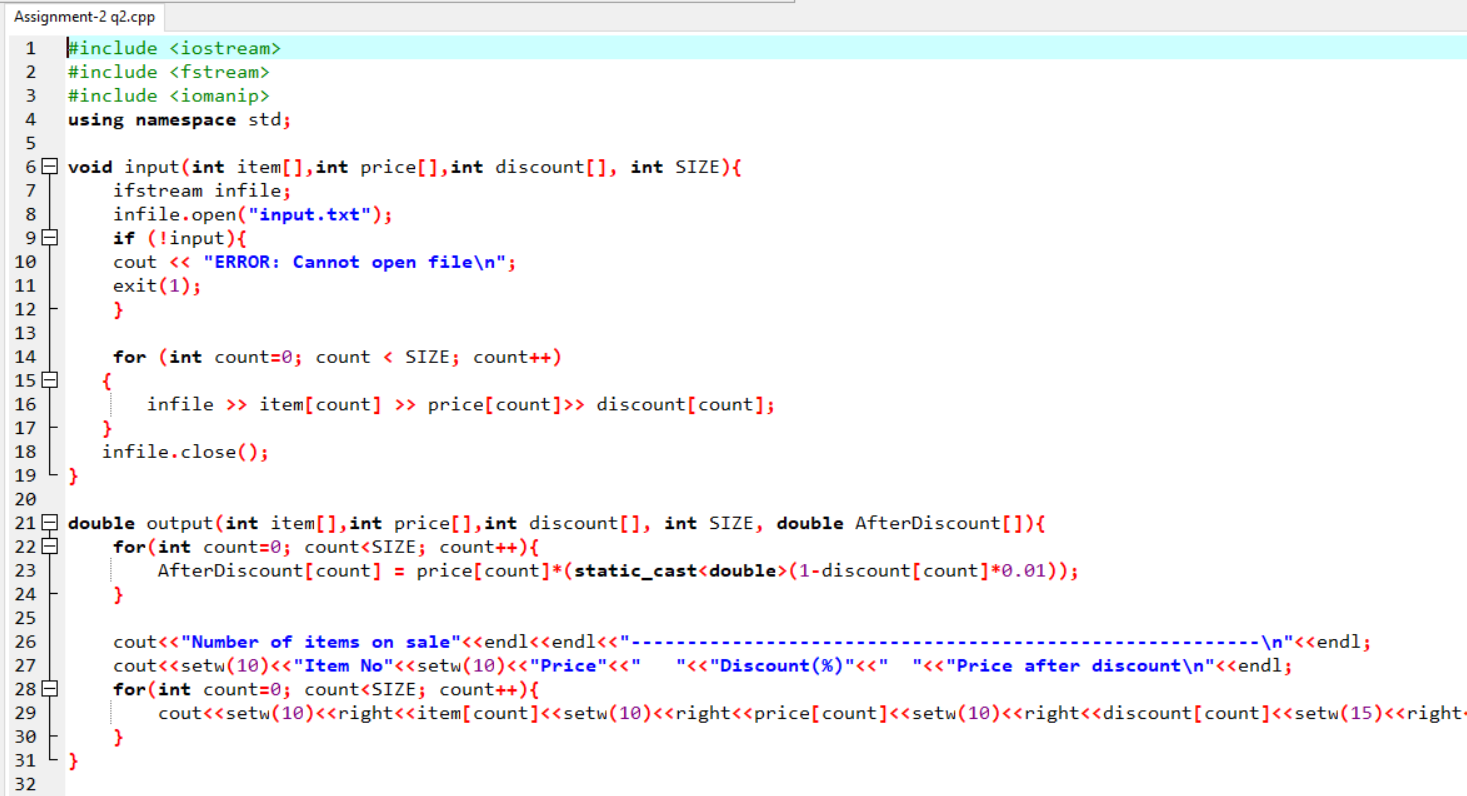 Assignment-2 q2.cpp
1 #include <iostream>
2 #include <fstream>
3 #include <iomanip>
4 using namespace std;
5
6 void input(int item[],int price[],int discount[], int SIZE){
7     ifstream infile;
8     infile.open("input.txt");
9     if (!input){
10     cout << "ERROR: Cannot open file\n";
11     exit(1);
12     }
13
14     for (int count=0; count < SIZE; count++)
15    {
16        infile >> item[count] >> price[count]>> discount[count];
17    }
18    infile.close();
19 }
20
21 double output(int item[],int price[],int discount[], int SIZE, double AfterDiscount[]){
22     for(int count=0; count<SIZE; count++){
23         AfterDiscount[count] = price[count]*(static_cast<double>(1-discount[count]*0.01));
24     }
25
26     cout<<"Number of items on sale"<<endl<<endl<<"--------------------------------------------------------\n"<<endl;
27     cout<<setw(10)<<"Item No"<<setw(10)<<"Price"<<"   "<<"Discount(%)"<<"  "<<"Price after discount\n"<<endl;
28     for(int count=0; count<SIZE; count++){
29         cout<<setw(10)<<right<<item[count]<<setw(10)<<right<<price[count]<<setw(10)<<right<<discount[count]<<setw(15)<<right<
30     }
31 }
32